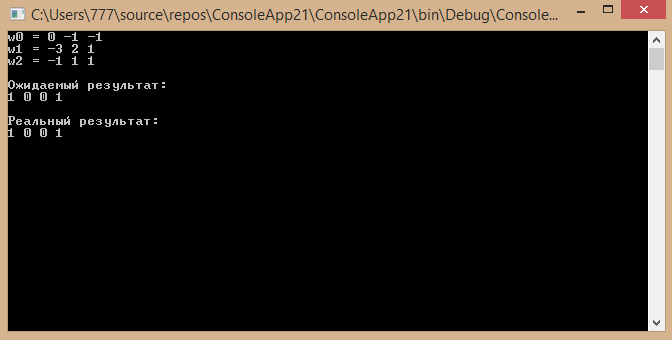 C:\Users\777\source\repos\ConsoleApp21\ConsoleApp21\bin\Debug\Console...
w0 = 0 -1 -1
w1 = -3 2 1
w2 = -1 1 1
Ожидаемый результат:
1 0 0 1
Реальный результат:
1 0 0 1